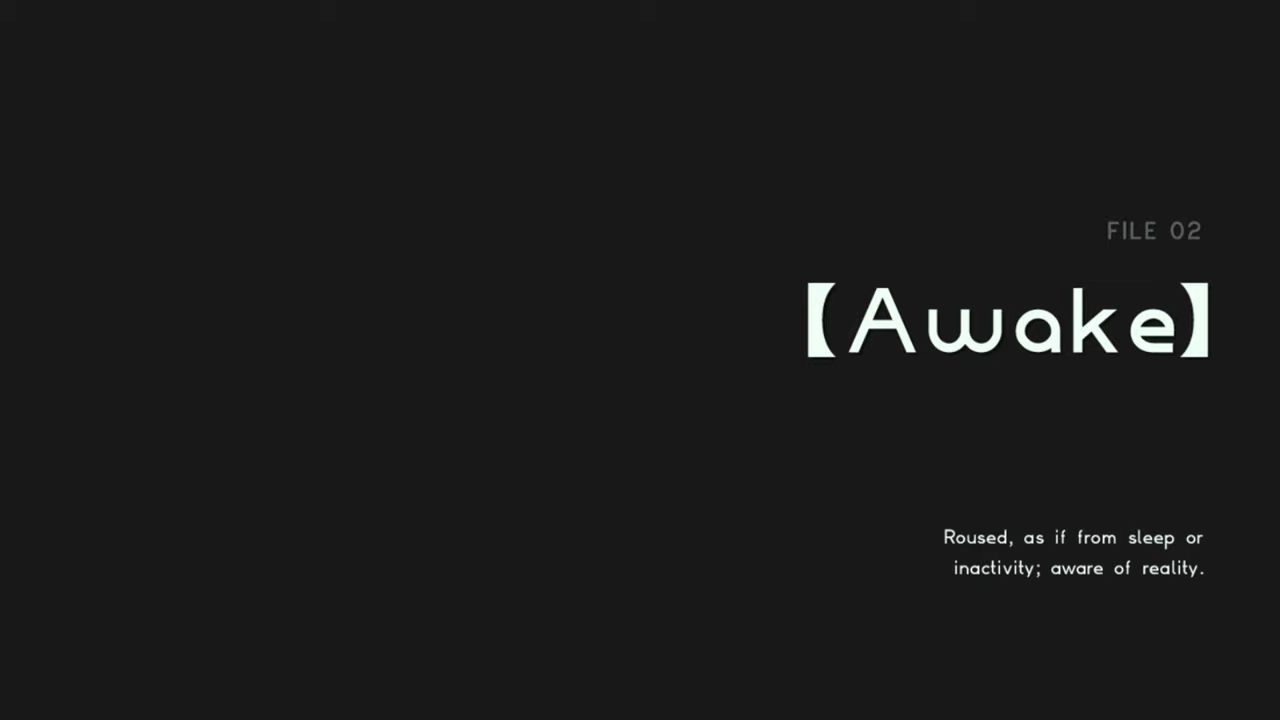 FILE 02
【Awake】
Roused, as if from sleep or
inactivity; aware of reality.